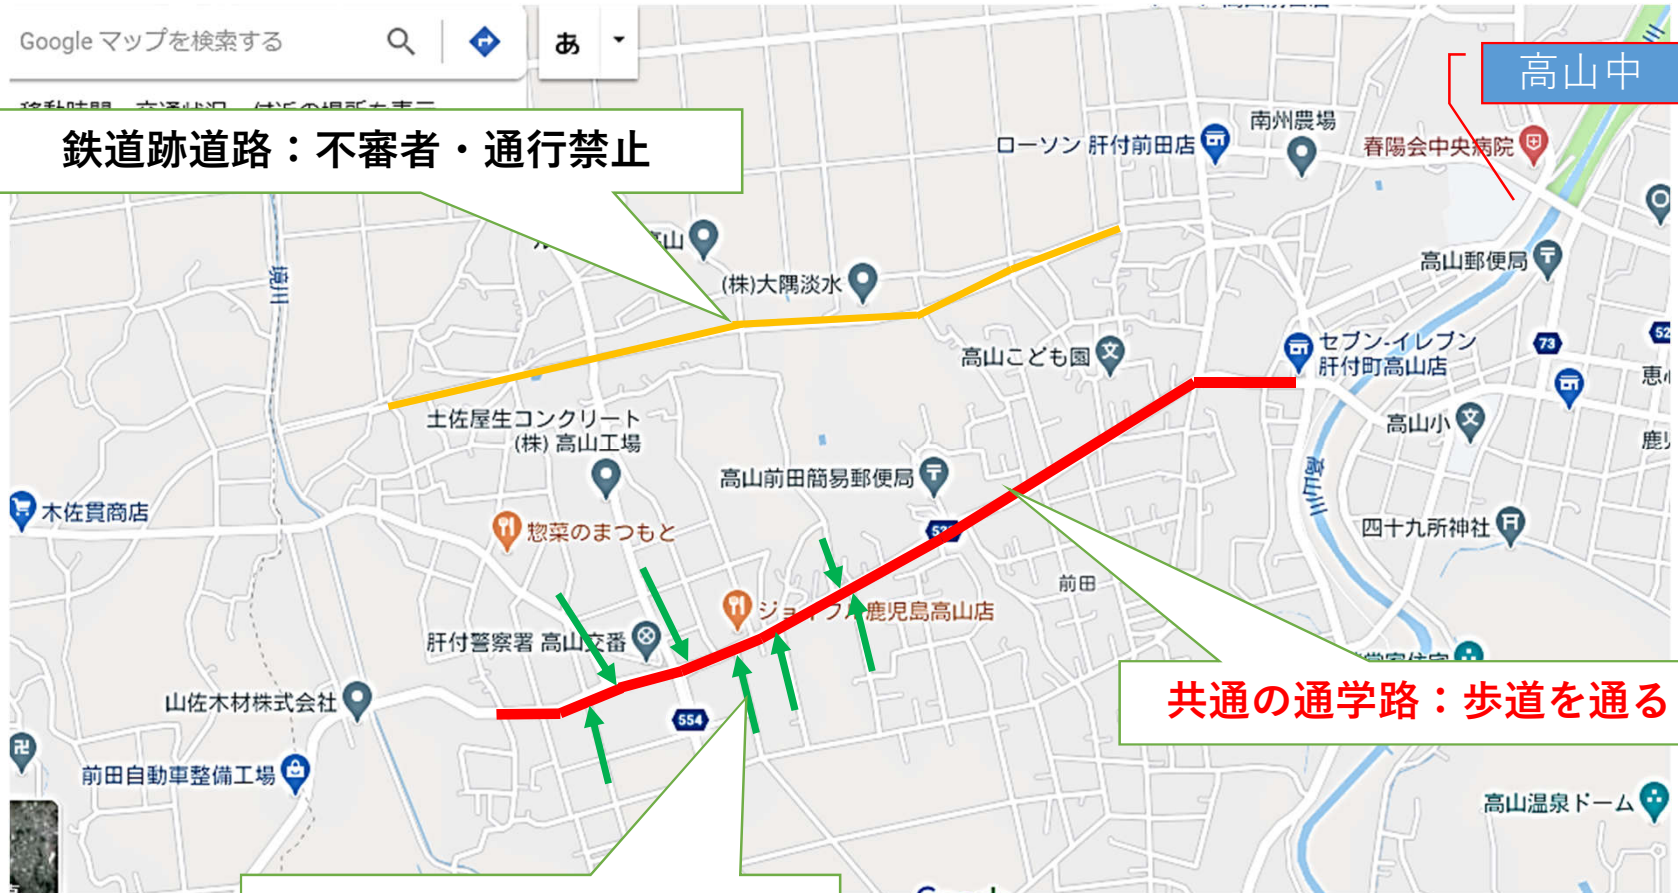 Google マップを検索する
あ
高山中
鉄道跡道路：不審者・通行禁止
南州農場
ローソン 肝付前田店
春陽会中央病院
境川
(株)大隅淡水
高山郵便局
セブン-イレブン
肝付町高山店
73
高山こども園
土佐屋生コンクリート
(株) 高山工場
高山小
高山前田簡易郵便局
木佐貫商店
惣菜のまつもと
高山川
四十九所神社
前田
ジョイフル鹿児島高山店
肝付警察署 高山交番
共通の通学路：歩道を通る
山佐木材株式会社
554
前田自動車整備工場
高山温泉ドーム